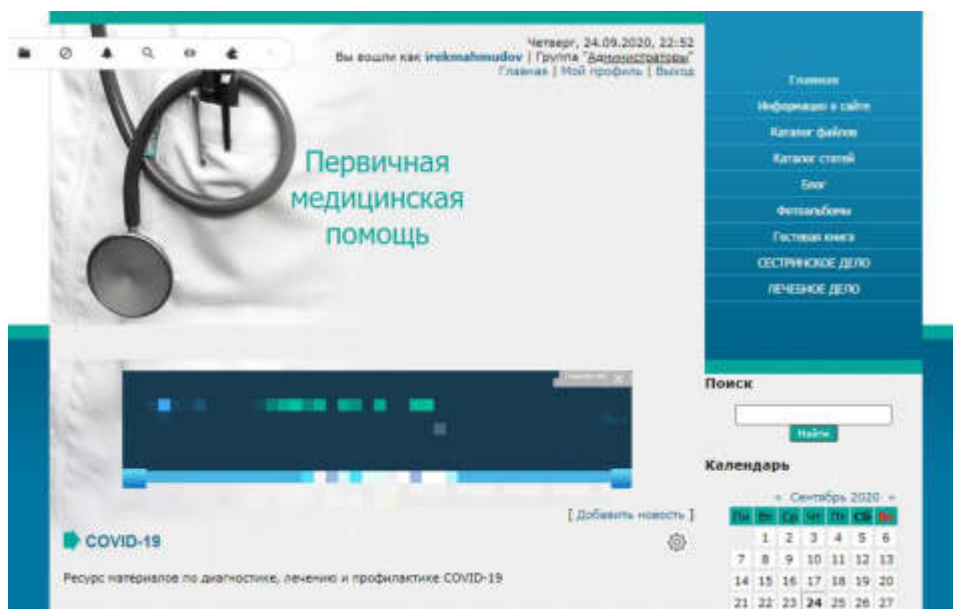 Четверг, 24.09.2020, 22:52
Вы вошли как irekmahmudov | Группа "Администраторы"
Главная | Мой профиль | Выход
Первичная
медицинская
помощь
Главная
Информация о сайте
Каталог файлов
Каталог статей
Блог
Фотоальбомы
Гостевая книга
СЕСТРИНСКОЕ ДЕЛО
ЛЕЧЕБНОЕ ДЕЛО
Поиск
Найти
Календарь
« Сентябрь 2020 »
Пн Вт Ср Чт Пт Сб Вс
1 2 3 4 5 6
7 8 9 10 11 12 13
14 15 16 17 18 19 20
21 22 23 24 25 26 27
[ Добавить новость ]
COVID-19
Ресурс материалов по диагностике, лечению и профилактике COVID-19